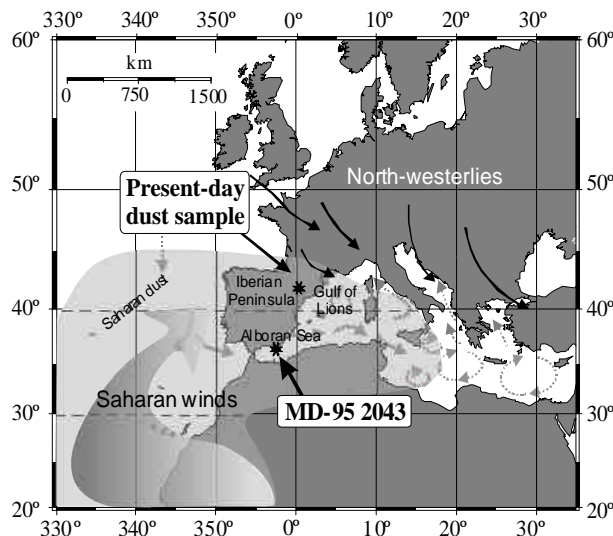 330º 340º 350º 0º 10º 20º 30º
60º
km
0 750 1500
50º
North-westerlies
Present-day
dust sample
Iberian
Peninsula
Gulf of
Lions
Saharan dust
40º 40º
Alboran Sea
Saharan winds
MD-95 2043
30º 30º
20º 20º
330º 340º 350º 0º 10º 20º 30º
60º
50º